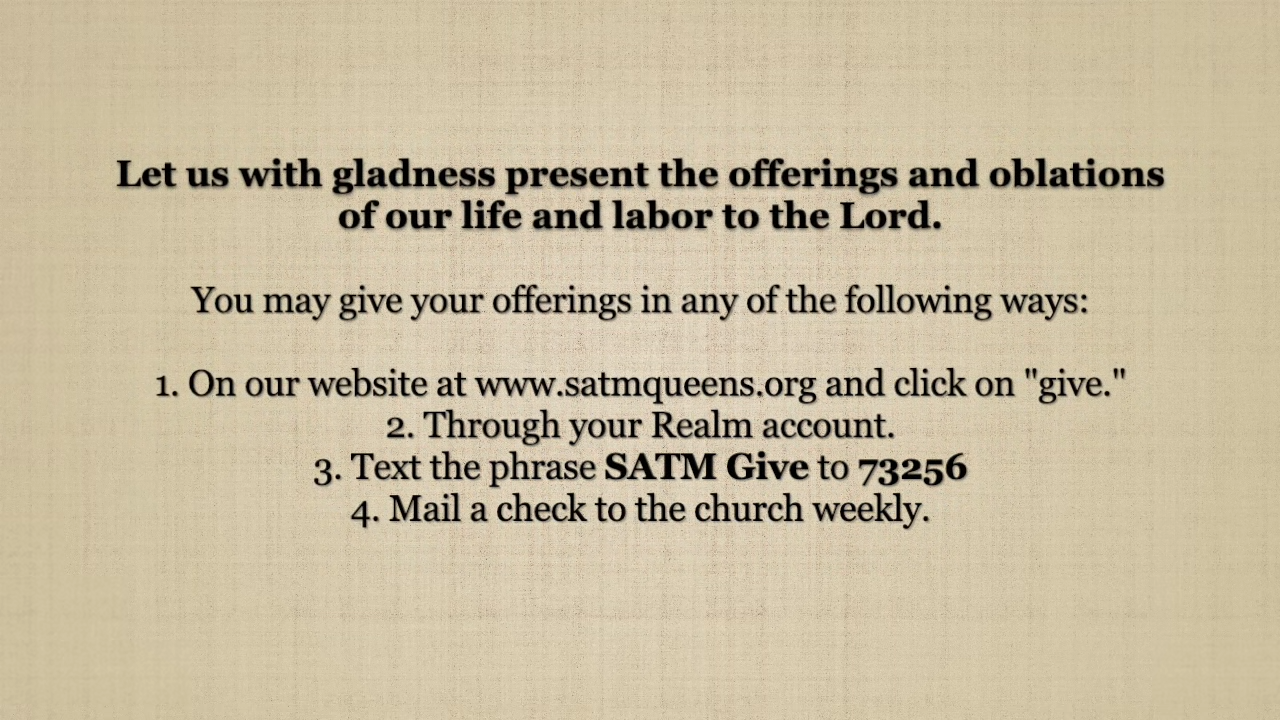 Let us with gladness present the offerings and oblations
of our life and labor to the Lord.
You may give your offerings in any of the following ways:
1. On our website at www.satmqueens.org and click on "give."
2. Through your Realm account.
3. Text the phrase SATM Give to 73256
4. Mail a check to the church weekly.